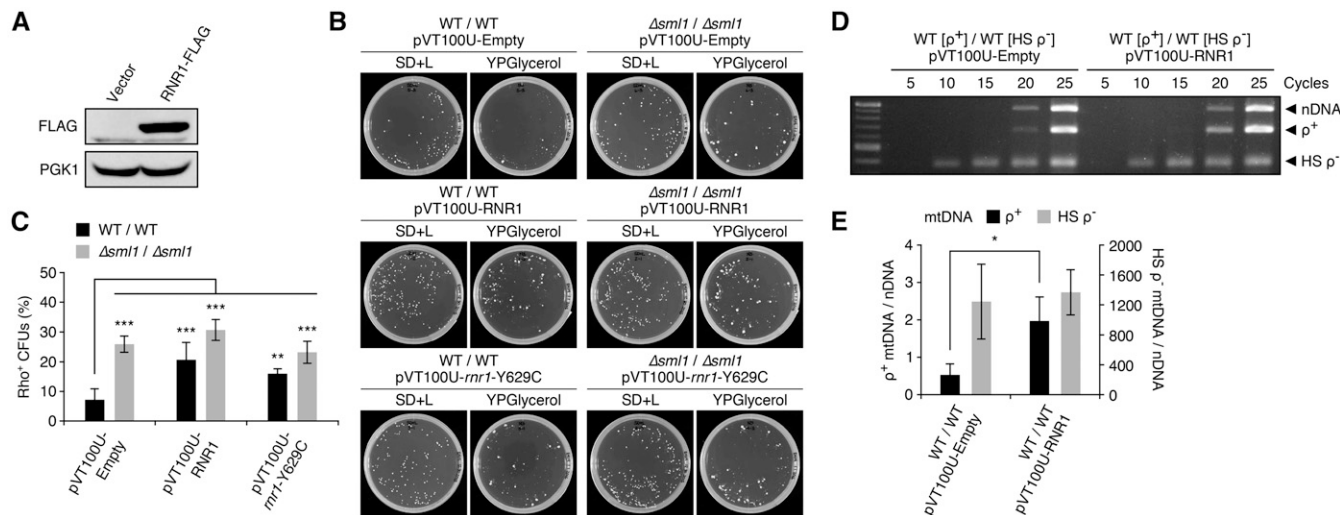 A
Vector
RNR1-FLAG
FLAG
PGK1
B
WT / WT
pVT100U-Empty
SD+L
YPGlycerol
Δsml1 / Δsml1
pVT100U-Empty
SD+L
YPGlycerol
WT / WT
pVT100U-RNR1
SD+L
YPGlycerol
Δsml1 / Δsml1
pVT100U-RNR1
SD+L
YPGlycerol
WT / WT
pVT100U-rnr1-Y629C
SD+L
YPGlycerol
Δsml1 / Δsml1
pVT100U-rnr1-Y629C
SD+L
YPGlycerol
C
WT / WT
Δsml1 / Δsml1
Rho⁺ CFUs (%)
50
40
30
20
10
0
***
***
***
**
***
pVT100U-
Empty
pVT100U-
RNR1
pVT100U-
rnr1-Y629C
D
WT [ρ⁺] / WT [HS ρ⁻]
pVT100U-Empty
WT [ρ⁺] / WT [HS ρ⁻]
pVT100U-RNR1
5 10 15 20 25 5 10 15 20 25 Cycles
nDNA
ρ⁺
HS ρ⁻
E
mtDNA ρ⁺ HS ρ⁻
ρ⁺ mtDNA / nDNA
4
3
2
1
0
*
2000
1600
1200
800
400
0
HS ρ⁻ mtDNA / nDNA
WT / WT
pVT100U-Empty
WT / WT
pVT100U-RNR1